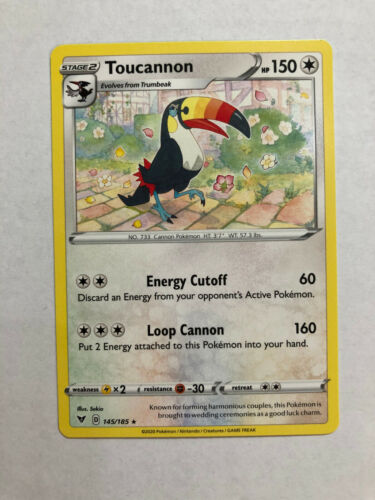 STAGE 2
Toucannon
HP 150
Evolves from Trumbeak
NO. 733 Cannon Pokémon HT: 3'7" WT: 57.3 lbs.
Energy Cutoff 60
Discard an Energy from your opponent's Active Pokémon.
Loop Cannon 160
Put 2 Energy attached to this Pokémon into your hand.
weakness ×2 resistance -30 retreat
Illus. Sekio
D 145/185 ★
Known for forming harmonious couples, this Pokémon is
brought to wedding ceremonies as a good luck charm.
©2020 Pokémon / Nintendo / Creatures / GAME FREAK